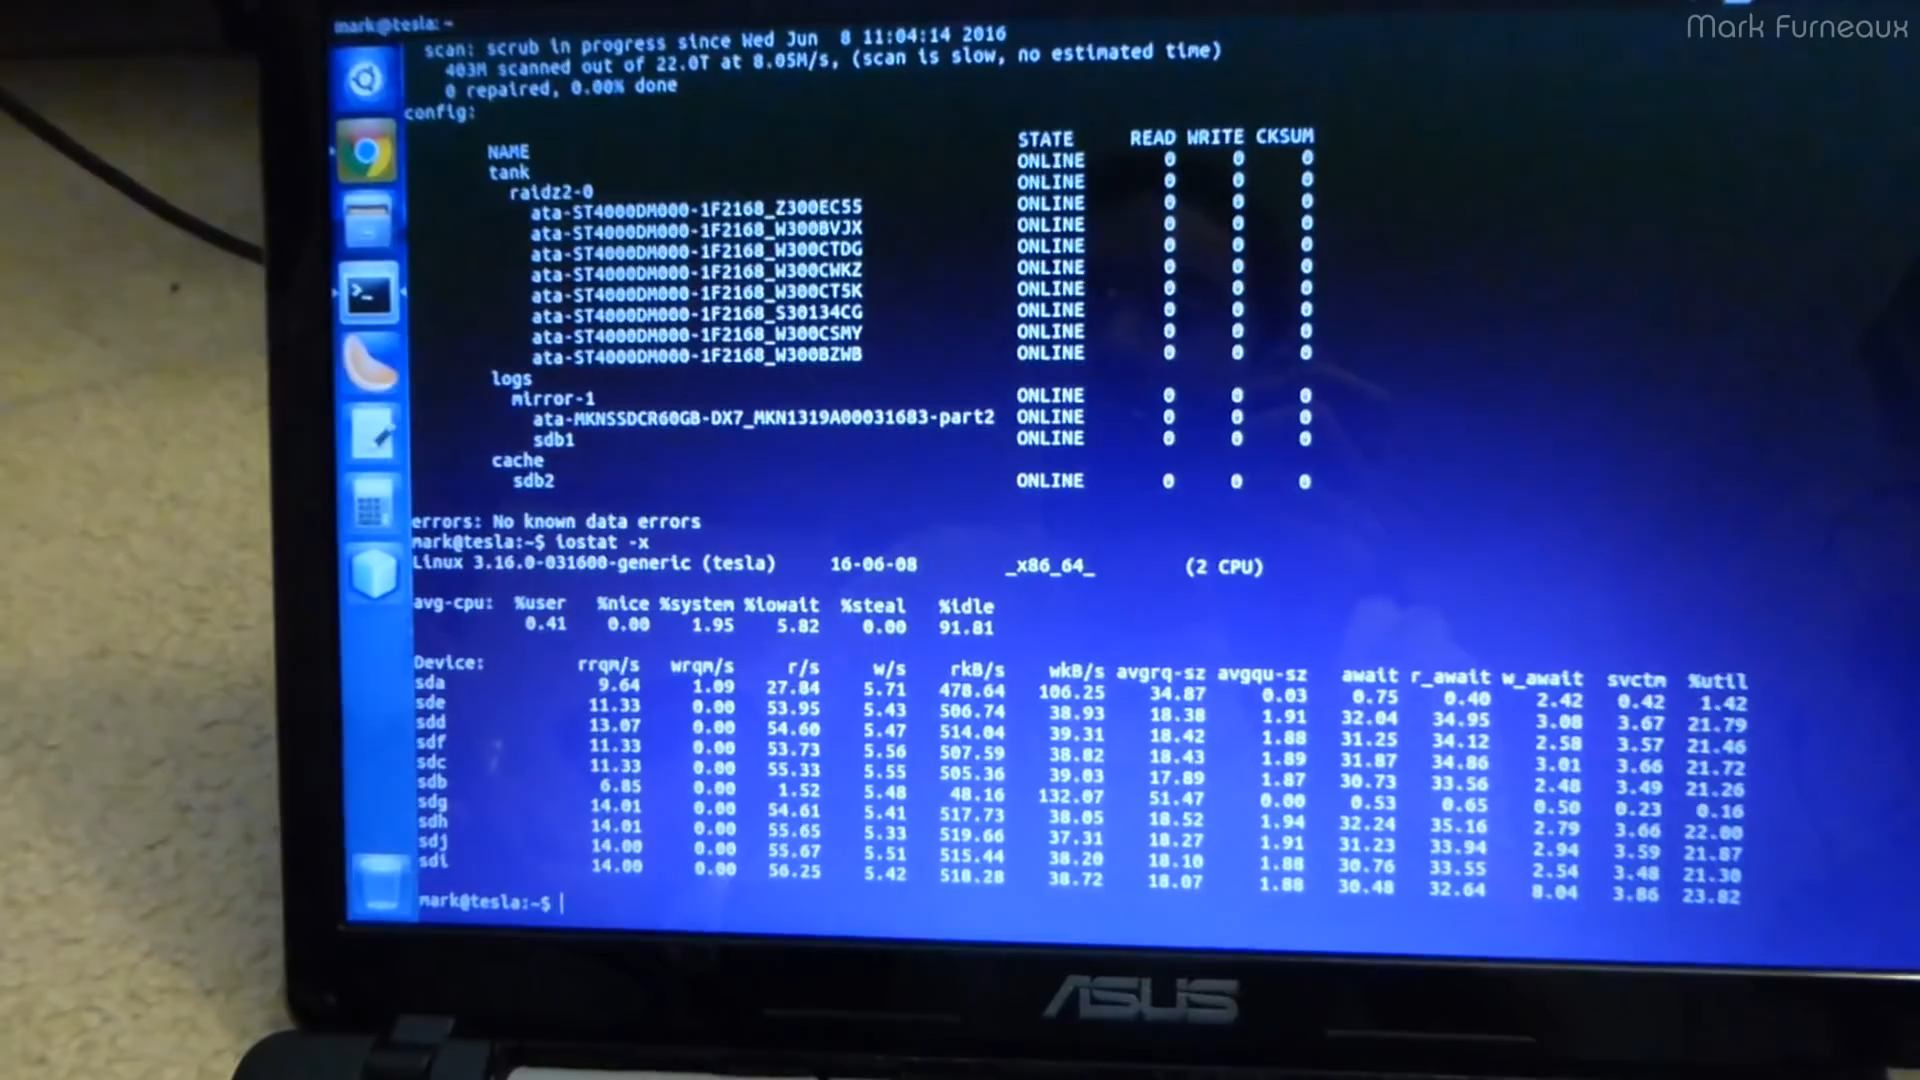 Mark Furneaux
mark@tesla: ~
scan: scrub in progress since Wed Jun 8 11:04:14 2016
403M scanned out of 22.0T at 8.05M/s, (scan is slow, no estimated time)
0 repaired, 0.00% done
config:
NAME STATE READ WRITE CKSUM
tank ONLINE 0 0 0
raidz2-0 ONLINE 0 0 0
ata-ST4000DM000-1F2168_Z300EC55 ONLINE 0 0 0
ata-ST4000DM000-1F2168_W300BVJX ONLINE 0 0 0
ata-ST4000DM000-1F2168_W300CTDG ONLINE 0 0 0
ata-ST4000DM000-1F2168_W300CWKZ ONLINE 0 0 0
ata-ST4000DM000-1F2168_W300CT5K ONLINE 0 0 0
ata-ST4000DM000-1F2168_S30134CG ONLINE 0 0 0
ata-ST4000DM000-1F2168_W300CSMY ONLINE 0 0 0
ata-ST4000DM000-1F2168_W300BZWB ONLINE 0 0 0
logs
mirror-1 ONLINE 0 0 0
ata-MKNSSDCR60GB-DX7_MKN1319A00031683-part2 ONLINE 0 0 0
sdb1 ONLINE 0 0 0
cache
sdb2 ONLINE 0 0 0
errors: No known data errors
mark@tesla:~$ iostat -x
Linux 3.16.0-031600-generic (tesla) 16-06-08 _x86_64_ (2 CPU)
avg-cpu: %user %nice %system %iowait %steal %idle
0.41 0.00 1.95 5.82 0.00 91.81
Device: rrqm/s wrqm/s r/s w/s rkB/s wkB/s avgrq-sz avgqu-sz await r_await w_await svctm %util
sda 9.64 1.09 27.84 5.71 478.64 106.25 34.87 0.03 0.75 0.40 2.42 0.42 1.42
sde 11.33 0.00 53.95 5.43 506.74 38.93 18.38 1.91 32.04 34.95 3.08 3.67 21.79
sdd 13.07 0.00 54.60 5.47 514.04 39.31 18.42 1.88 31.25 34.12 2.58 3.57 21.46
sdf 11.33 0.00 53.73 5.56 507.59 38.82 18.43 1.89 31.87 34.86 3.01 3.66 21.72
sdc 11.33 0.00 55.33 5.55 505.36 39.03 17.89 1.87 30.73 33.56 2.48 3.49 21.26
sdb 6.85 0.00 1.52 5.48 48.16 132.07 51.47 0.00 0.53 0.65 0.50 0.23 0.16
sdg 14.01 0.00 54.61 5.41 517.73 38.05 18.52 1.94 32.24 35.16 2.79 3.66 22.00
sdh 14.01 0.00 55.65 5.33 519.66 37.31 18.27 1.91 31.23 33.94 2.94 3.59 21.87
sdj 14.00 0.00 55.67 5.51 515.44 38.20 18.10 1.88 30.76 33.55 2.54 3.48 21.30
sdi 14.00 0.00 56.25 5.42 518.28 38.72 18.07 1.88 30.48 32.64 8.04 3.86 23.82
mark@tesla:~$
ASUS